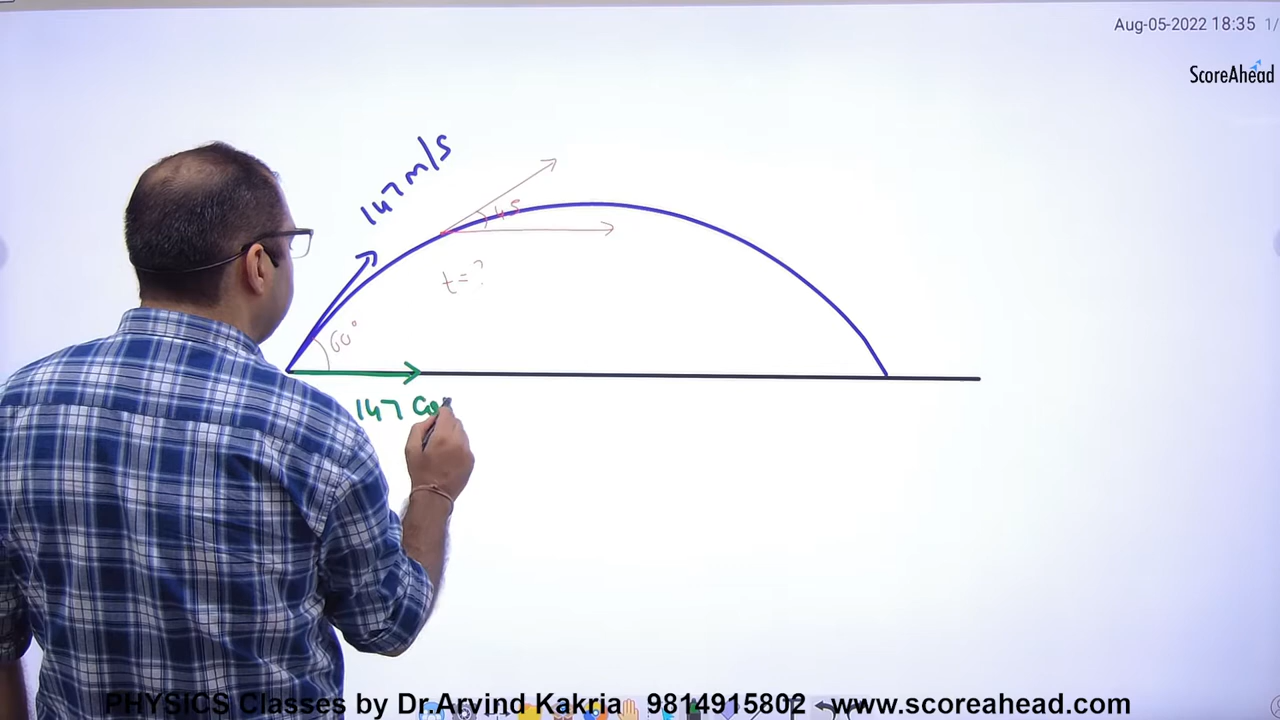 Aug-05-2022 18:35 1/
ScoreAhead
147 m/s
45
t=?
60°
147 Co
PHYSICS Classes by Dr.Arvind Kakria 9814915802 - www.scoreahead.com